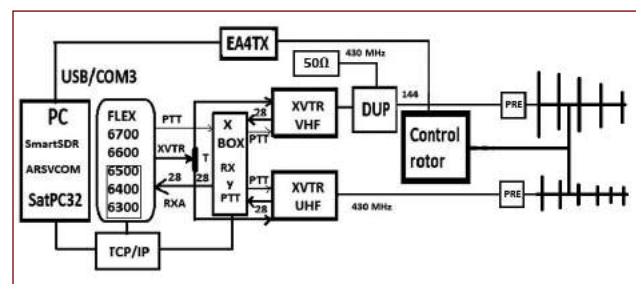 EA4TX
430 MHz
50Ω
USB/COM3
PC
SmartSDR
ARSVCOM
SatPC32
FLEX
6700
6600
6500
6400
6300
PTT
XVTR
28
RXA
T
28
X
BOX
RX
y
PTT
28
PTT
XVTR
VHF
DUP
144
PRE
Control
rotor
PTT
28
XVTR
UHF
430 MHz
PRE
TCP/IP